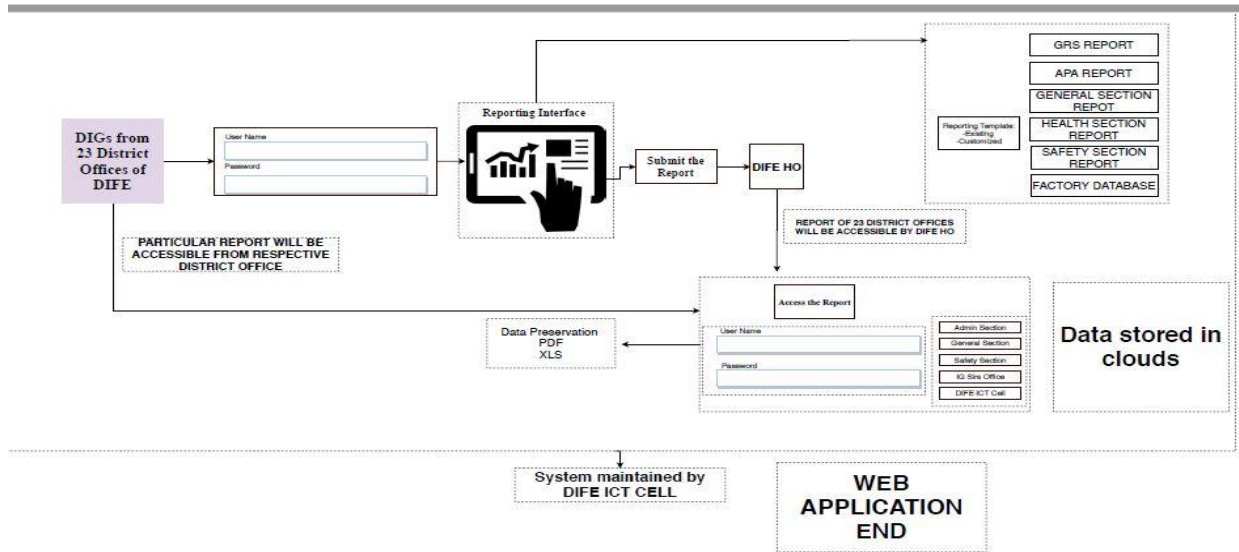 DIGs from
23 District
Offices of
DIFE
User Name
Password
Reporting Interface
Submit the
Report
DIFE HO
Reporting Template:
-Existing
-Customized
GRS REPORT
APA REPORT
GENERAL SECTION
REPOT
HEALTH SECTION
REPORT
SAFETY SECTION
REPORT
FACTORY DATABASE
PARTICULAR REPORT WILL BE
ACCESSIBLE FROM RESPECTIVE
DISTRICT OFFICE
REPORT OF 23 DISTRICT OFFICES
WILL BE ACCESSIBLE BY DIFE HO
Data Preservation
PDF
XLS
Access the Report
User Name
Password
Admin Section
General Section
Safety Section
IG Sirs Office
DIFE ICT Cell
Data stored in
clouds
System maintained by
DIFE ICT CELL
WEB
APPLICATION
END